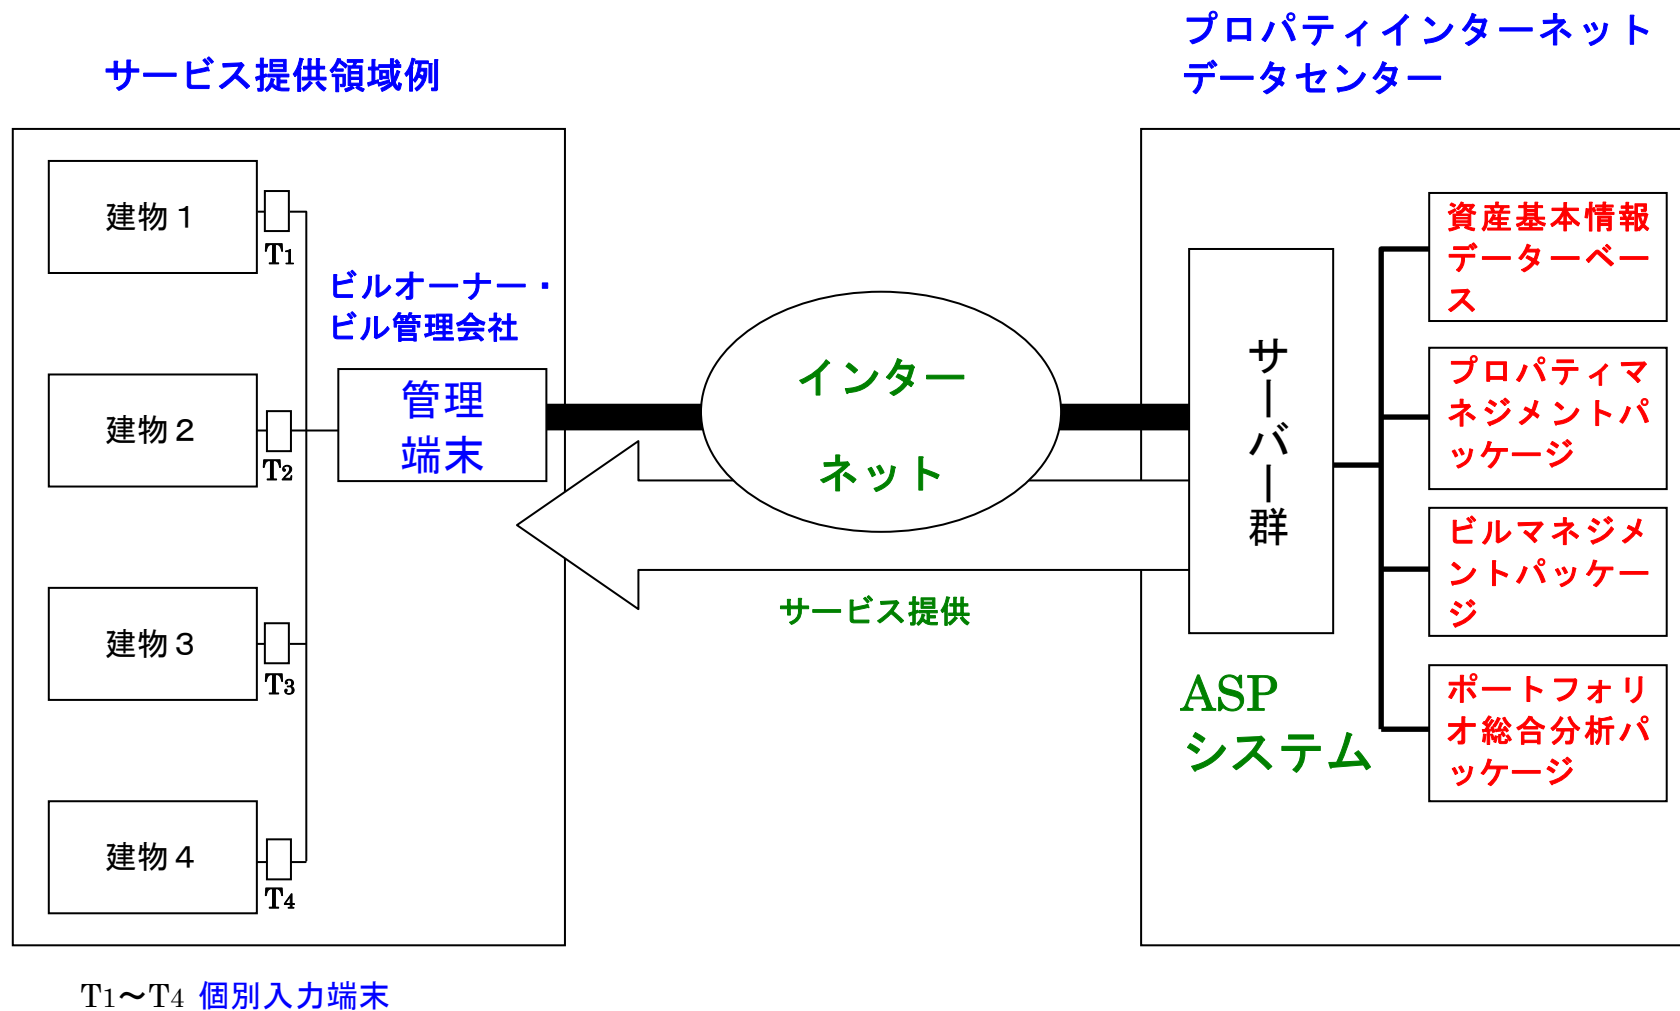 サービス提供領域例
プロパティインターネット
データセンター
建物１
T1
ビルオーナー・
ビル管理会社
建物２
T2
管理
端末
建物３
T3
建物４
T4
インター
ネット
サービス提供
サーバー群
ASP
システム
資産基本情報
データーベー
ス
プロパティマ
ネジメントパ
ッケージ
ビルマネジメ
ントパッケー
ジ
ポートフォリ
オ総合分析パ
ッケージ
T1～T4 個別入力端末